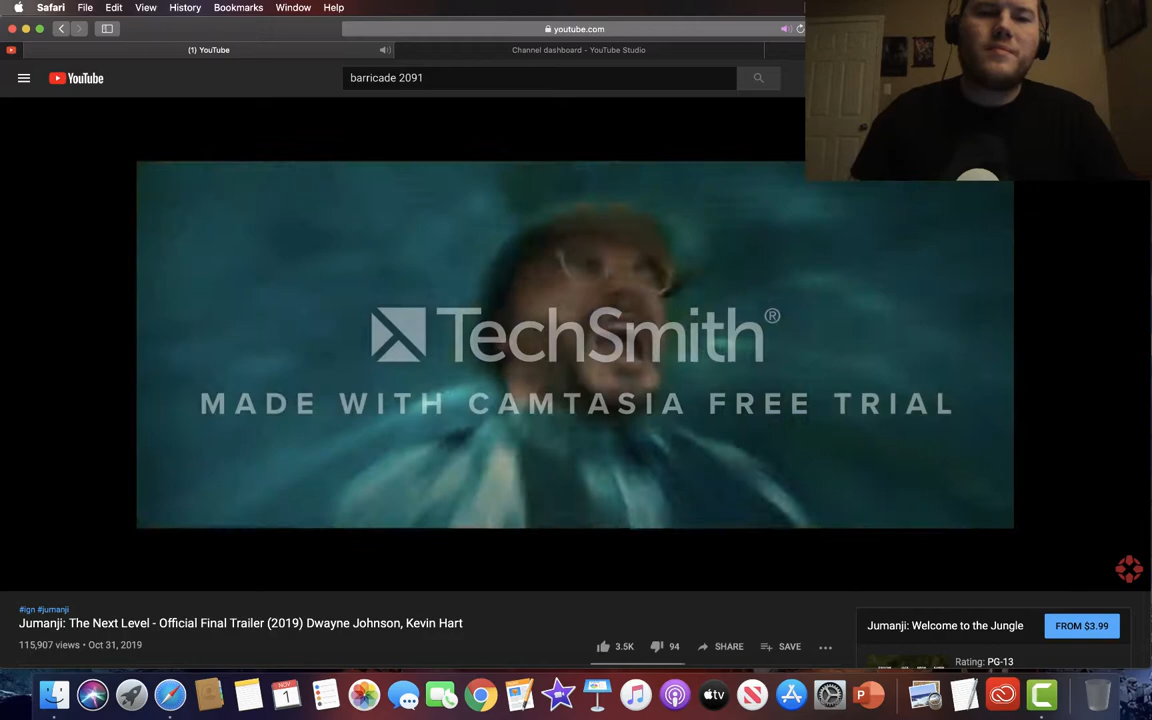 Safari File Edit View History Bookmarks Window Help
youtube.com
(1) YouTube
Channel dashboard - YouTube Studio
YouTube
barricade 2091
TechSmith®
MADE WITH CAMTASIA FREE TRIAL
#ign #jumanji
Jumanji: The Next Level - Official Final Trailer (2019) Dwayne Johnson, Kevin Hart
115,907 views • Oct 31, 2019
3.5K 94 SHARE SAVE
Jumanji: Welcome to the Jungle
FROM $3.99
Rating: PG-13
NOV
1
tv
P
C